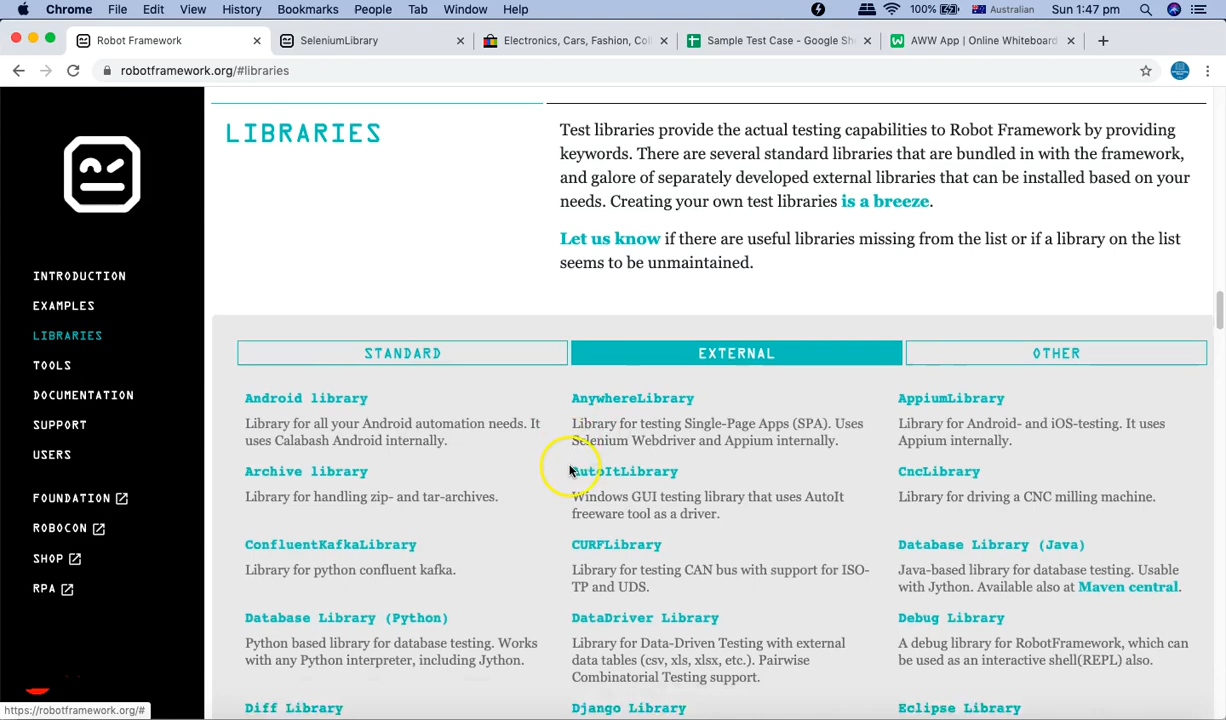 Chrome File Edit View History Bookmarks People Tab Window Help 100% Australian Sun 1:47 pm
Robot Framework SeleniumLibrary Electronics, Cars, Fashion, Co Sample Test Case - Google Sh AWW App | Online Whiteboard
robotframework.org/#libraries
INTRODUCTION
EXAMPLES
LIBRARIES
TOOLS
DOCUMENTATION
SUPPORT
USERS
FOUNDATION
ROBOCON
SHOP
RPA
https://robotframework.org/#
LIBRARIES
Test libraries provide the actual testing capabilities to Robot Framework by providing
keywords. There are several standard libraries that are bundled in with the framework,
and galore of separately developed external libraries that can be installed based on your
needs. Creating your own test libraries is a breeze.
Let us know if there are useful libraries missing from the list or if a library on the list
seems to be unmaintained.
STANDARD EXTERNAL OTHER
Android library
Library for all your Android automation needs. It
uses Calabash Android internally.
AnywhereLibrary
Library for testing Single-Page Apps (SPA). Uses
Selenium Webdriver and Appium internally.
AppiumLibrary
Library for Android- and iOS-testing. It uses
Appium internally.
Archive library
Library for handling zip- and tar-archives.
AutoItLibrary
Windows GUI testing library that uses AutoIt
freeware tool as a driver.
CncLibrary
Library for driving a CNC milling machine.
ConfluentKafkaLibrary
Library for python confluent kafka.
CURFLibrary
Library for testing CAN bus with support for ISO-
TP and UDS.
Database Library (Java)
Java-based library for database testing. Usable
with Jython. Available also at Maven central.
Database Library (Python)
Python based library for database testing. Works
with any Python interpreter, including Jython.
DataDriver Library
Library for Data-Driven Testing with external
data tables (csv, xls, xlsx, etc.). Pairwise
Combinatorial Testing support.
Debug Library
A debug library for RobotFramework, which can
be used as an interactive shell(REPL) also.
Diff Library
Django Library
Eclipse Library